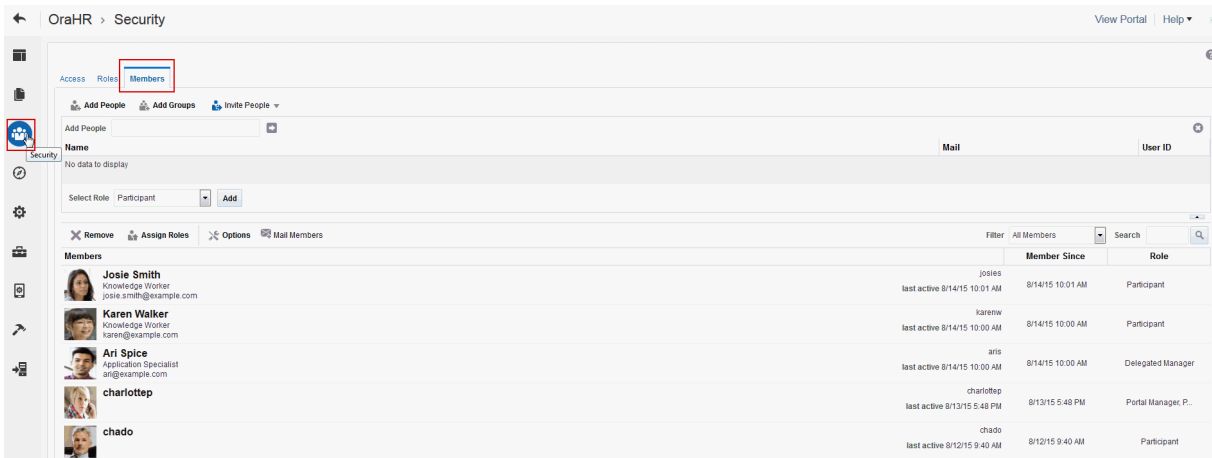 OraHR > Security
View Portal Help
Access Roles Members
Add People Add Groups Invite People
Add People
Security
Name Mail User ID
No data to display
Select Role Participant Add
Remove Assign Roles Options Mail Members Filter All Members Search
Members Member Since Role
Josie Smith josies
Knowledge Worker 8/14/15 10:01 AM Participant
josie.smith@example.com last active 8/14/15 10:01 AM
Karen Walker karenw
Knowledge Worker 8/14/15 10:00 AM Participant
karen@example.com last active 8/14/15 10:00 AM
Ari Spice aris
Application Specialist 8/14/15 10:00 AM Delegated Manager
ari@example.com last active 8/14/15 10:00 AM
charlottep charlottep
8/13/15 5:48 PM Portal Manager, P...
last active 8/13/15 5:48 PM
chado chado
8/12/15 9:40 AM Participant
last active 8/12/15 9:40 AM